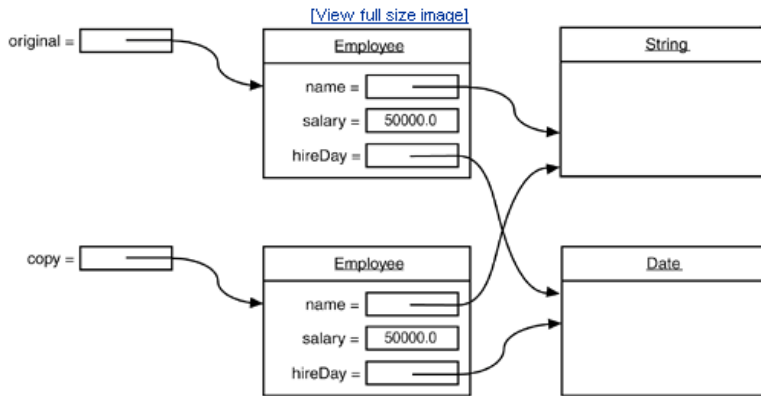 [View full size image]
original =
Employee
String
name =
salary = 50000.0
hireDay =
copy =
Employee
Date
name =
salary = 50000.0
hireDay =